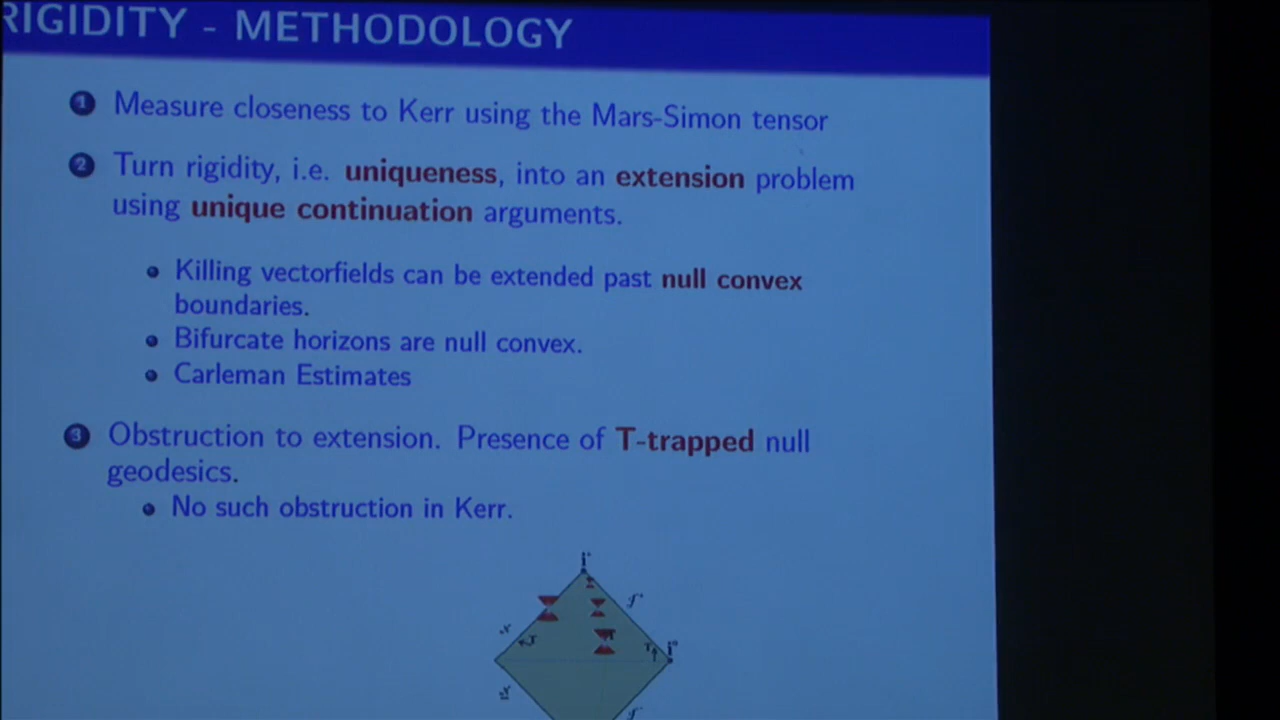 RIGIDITY - METHODOLOGY
1 Measure closeness to Kerr using the Mars-Simon tensor
2 Turn rigidity, i.e. uniqueness, into an extension problem
using unique continuation arguments.
Killing vectorfields can be extended past null convex
boundaries.
Bifurcate horizons are null convex.
Carleman Estimates
3 Obstruction to extension. Presence of T-trapped null
geodesics.
No such obstruction in Kerr.